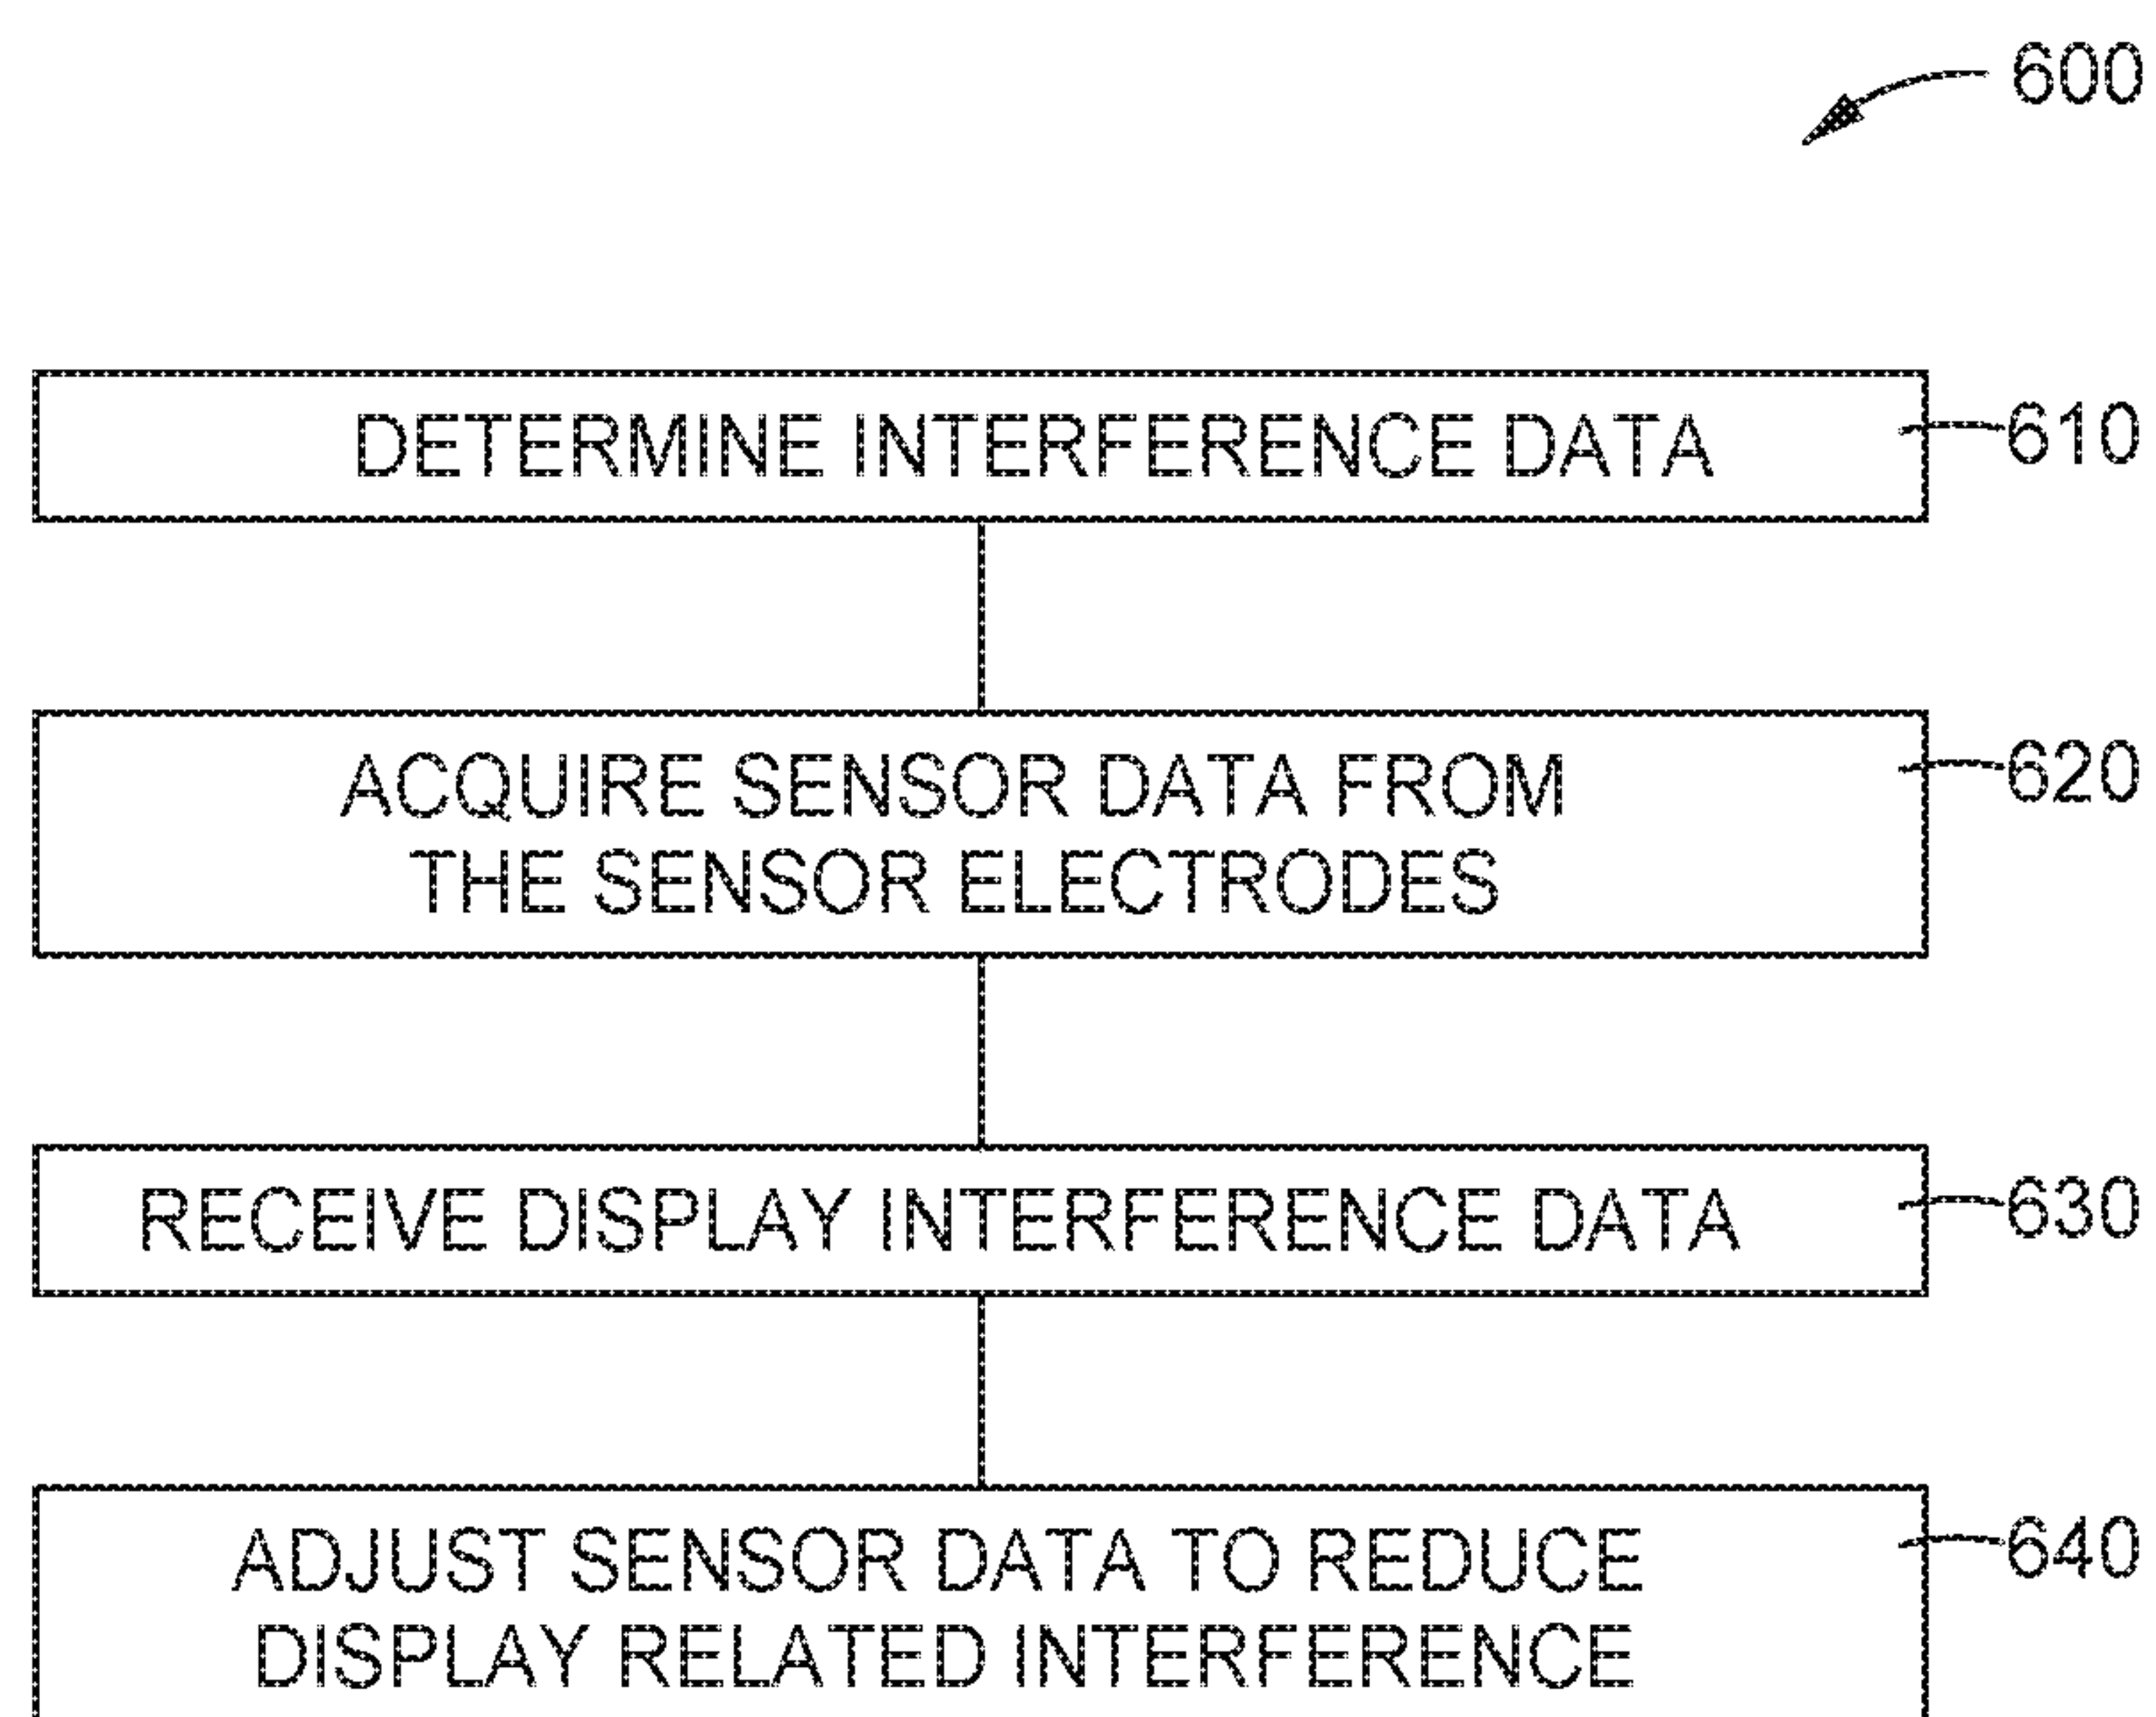 600
DETERMINE INTERFERENCE DATA
610
ACQUIRE SENSOR DATA FROM
THE SENSOR ELECTRODES
620
RECEIVE DISPLAY INTERFERENCE DATA
630
ADJUST SENSOR DATA TO REDUCE
DISPLAY RELATED INTERFERENCE
640